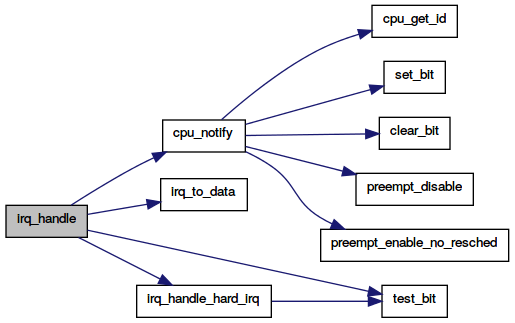 cpu_get_id
set_bit
cpu_notify
clear_bit
irq_to_data
preempt_disable
irq_handle
preempt_enable_no_resched
irq_handle_hard_irq
test_bit